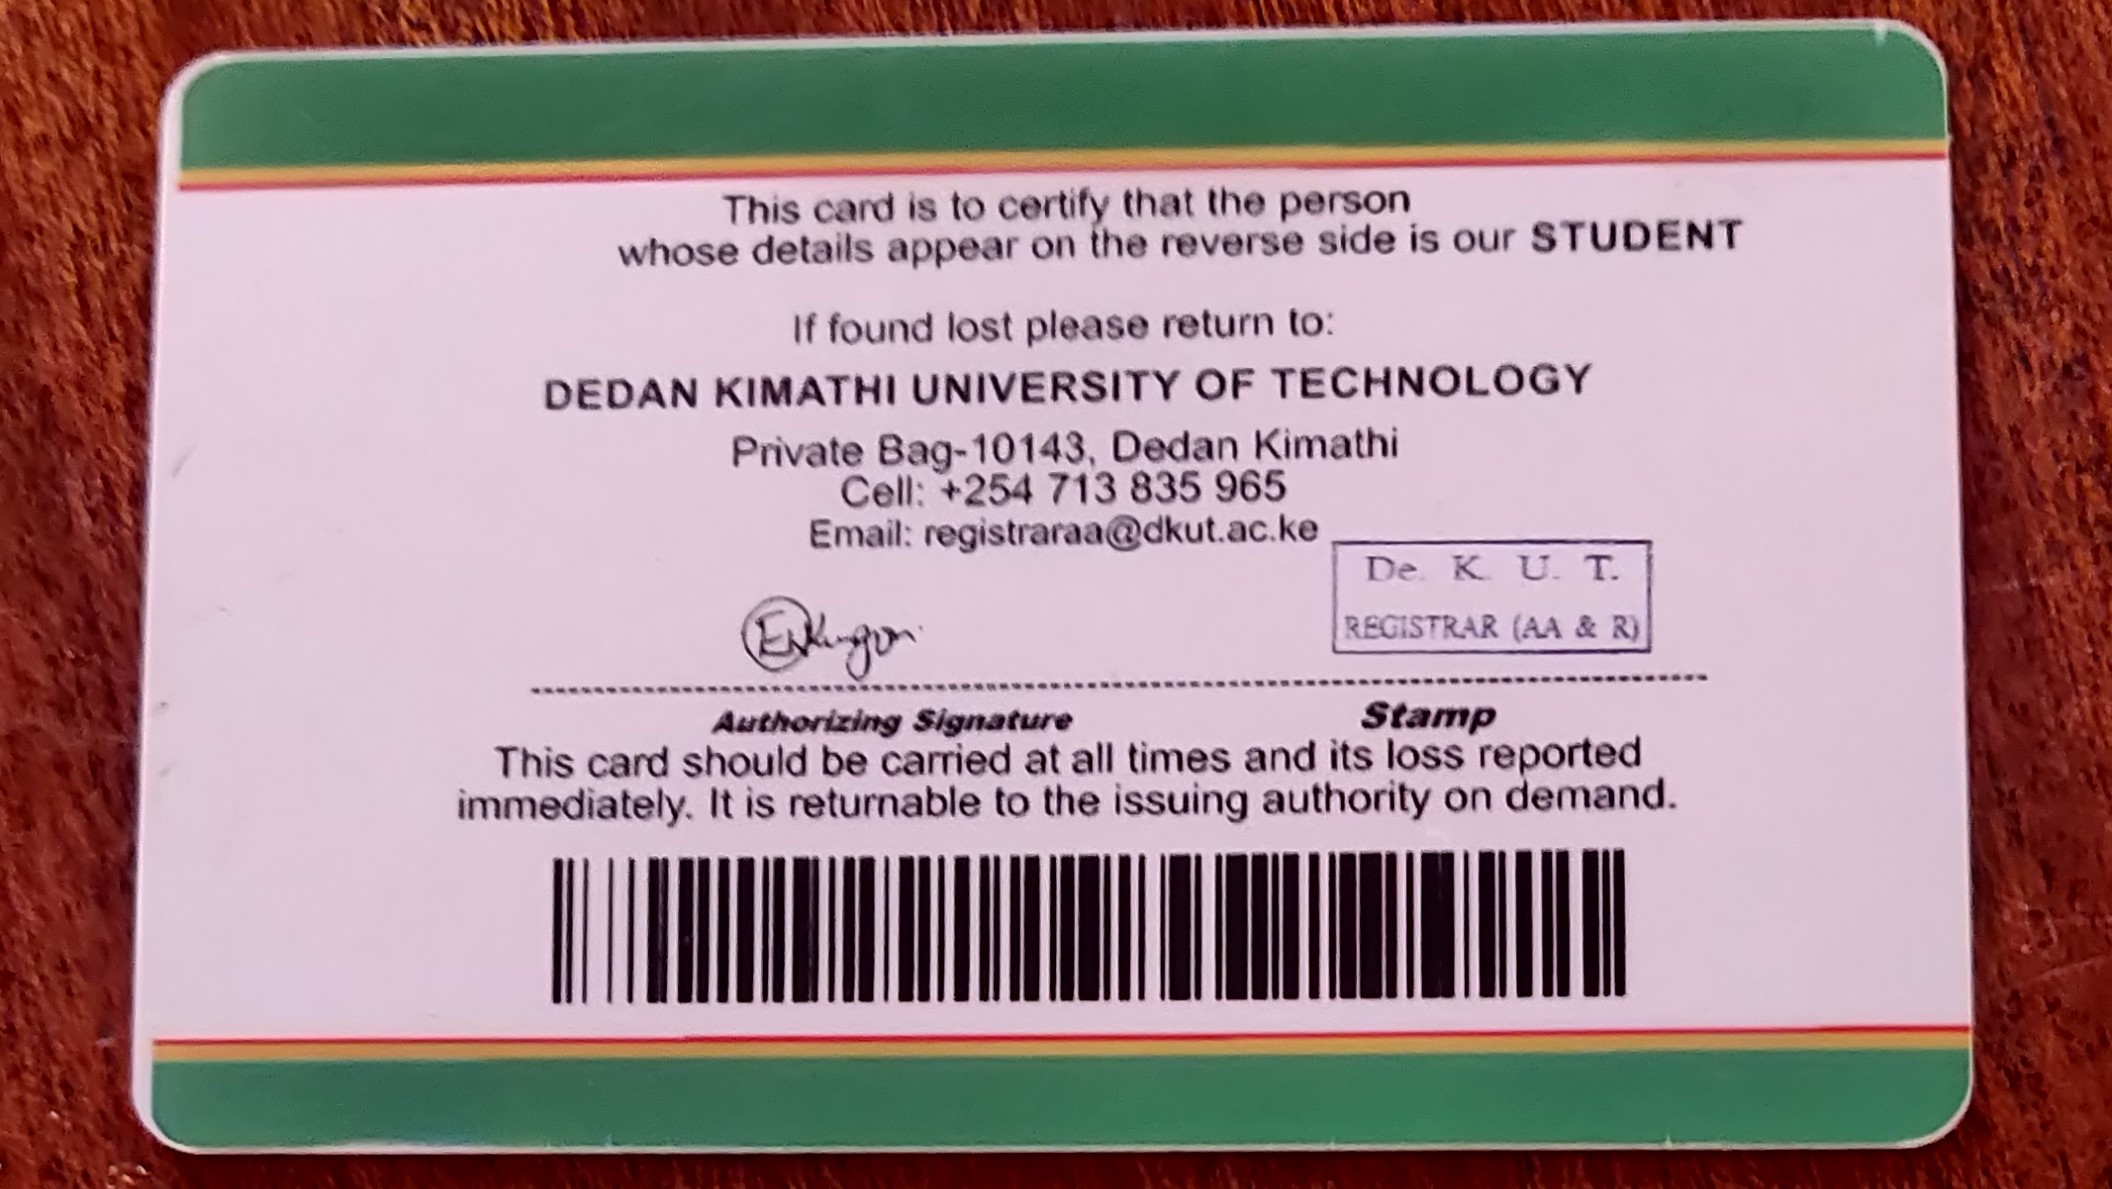 This card is to certify that the person
whose details appear on the reverse side is our STUDENT
If found lost please return to:
DEDAN KIMATHI UNIVERSITY OF TECHNOLOGY
Private Bag-10143, Dedan Kimathi
Cell: +254 713 835 965
Email: registraraa@dkut.ac.ke
De. K. U. T.
REGISTRAR (AA & R)
Authorizing Signature Stamp
This card should be carried at all times and its loss reported
immediately. It is returnable to the issuing authority on demand.